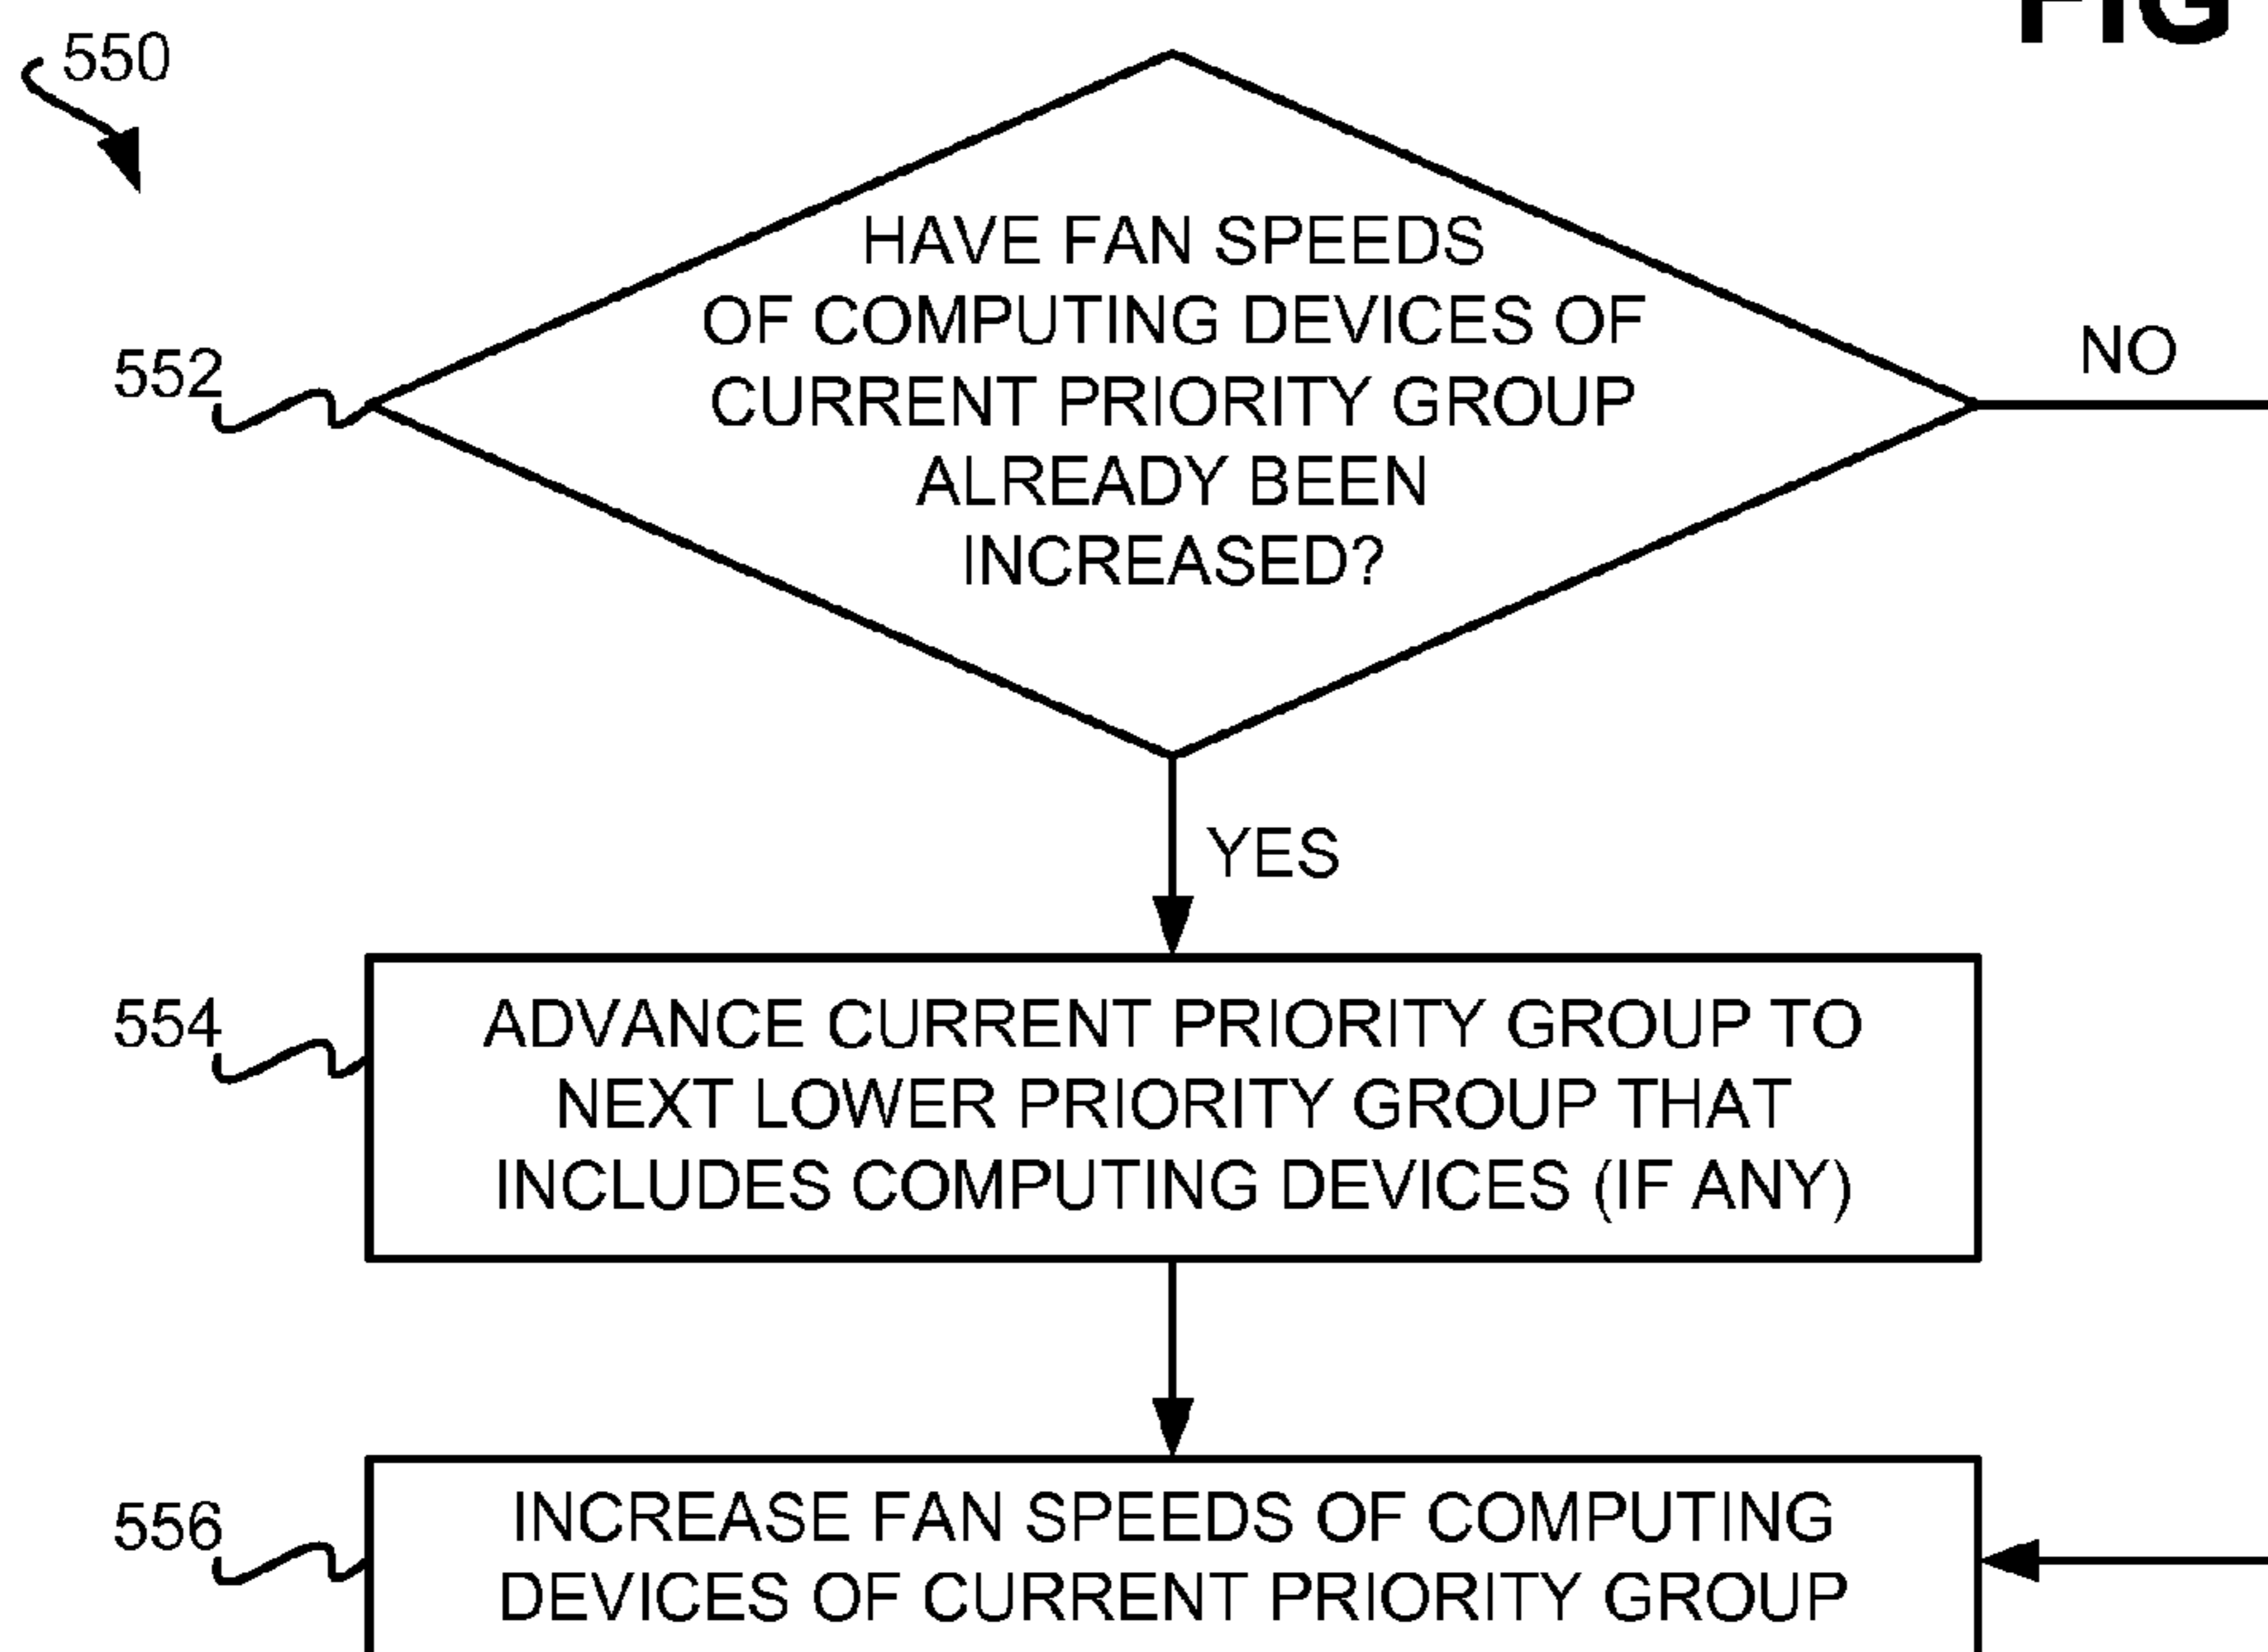 FIG
550
HAVE FAN SPEEDS
OF COMPUTING DEVICES OF
CURRENT PRIORITY GROUP
ALREADY BEEN
INCREASED?
552
NO
YES
554
ADVANCE CURRENT PRIORITY GROUP TO
NEXT LOWER PRIORITY GROUP THAT
INCLUDES COMPUTING DEVICES (IF ANY)
556
INCREASE FAN SPEEDS OF COMPUTING
DEVICES OF CURRENT PRIORITY GROUP